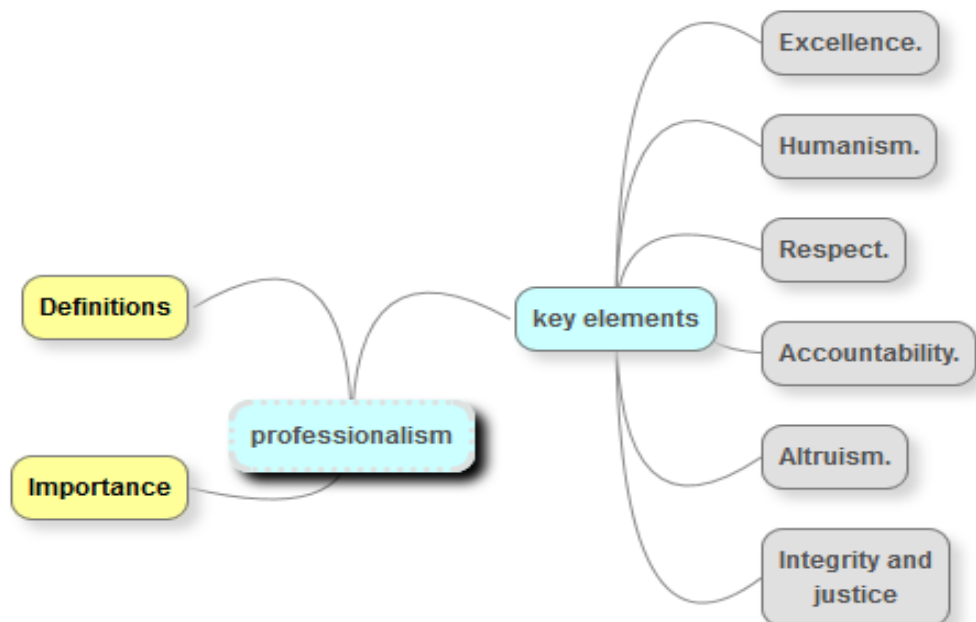 Excellence.
Humanism.
Respect.
Definitions
key elements
Accountability.
professionalism
Altruism.
Importance
Integrity and
justice